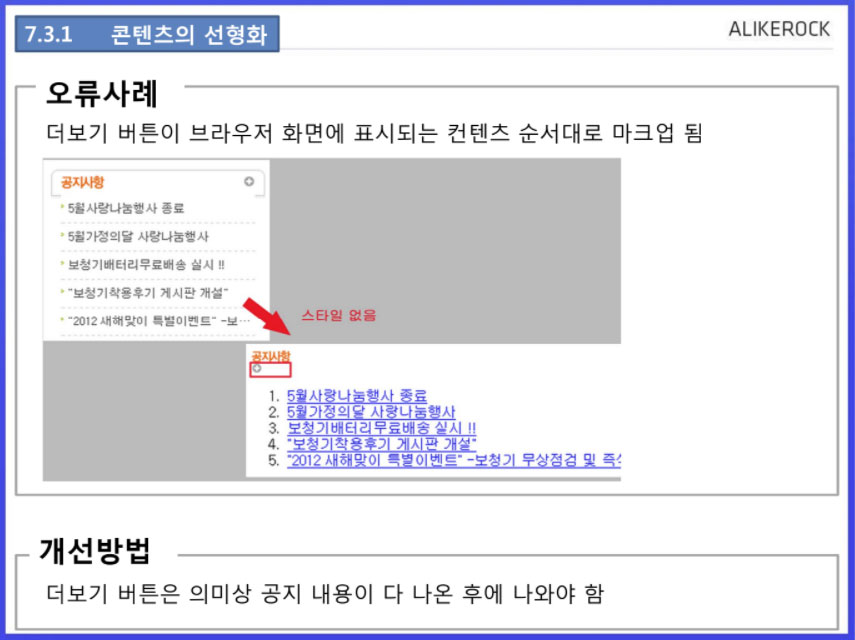 7.3.1 콘텐츠의 선형화
ALIKEROCK
오류사례
더보기 버튼이 브라우저 화면에 표시되는 컨텐츠 순서대로 마크업 됨
공지사항
5월사랑나눔행사 종료
5월가정의달 사랑나눔행사
보청기배터리무료배송 실시 !!
"보청기착용후기 게시판 개설"
"2012 새해맞이 특별이벤트" -보…
스타일 없음
공지사항
1. 5월사랑나눔행사 종료
2. 5월가정의달 사랑나눔행사
3. 보청기배터리무료배송 실시 !!
4. "보청기착용후기 게시판 개설"
5. "2012 새해맞이 특별이벤트" -보청기 무상점검 및
개선방법
더보기 버튼은 의미상 공지 내용이 다 나온 후에 나와야 함